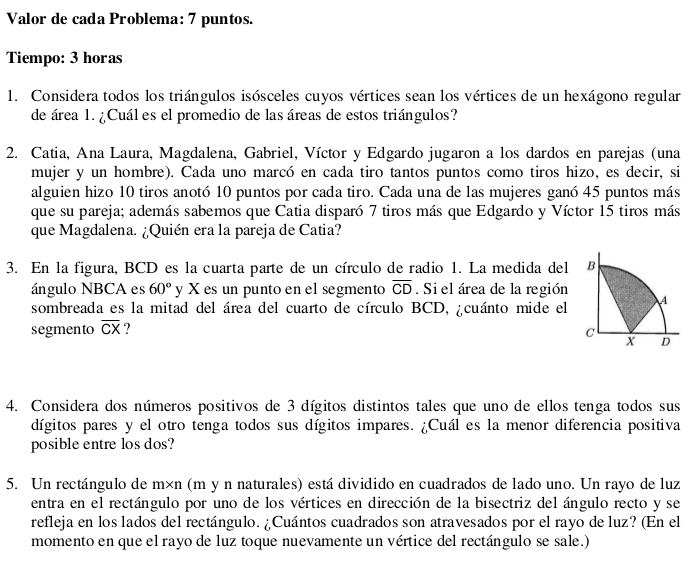 Valor de cada Problema: 7 puntos.
Tiempo: 3 horas
1. Considera todos los triángulos isósceles cuyos vértices sean los vértices de un hexágono regular
de área 1. ¿Cuál es el promedio de las áreas de estos triángulos?
2. Catia, Ana Laura, Magdalena, Gabriel, Víctor y Edgardo jugaron a los dardos en parejas (una
mujer y un hombre). Cada uno marcó en cada tiro tantos puntos como tiros hizo, es decir, si
alguien hizo 10 tiros anotó 10 puntos por cada tiro. Cada una de las mujeres ganó 45 puntos más
que su pareja; además sabemos que Catia disparó 7 tiros más que Edgardo y Víctor 15 tiros más
que Magdalena. ¿Quién era la pareja de Catia?
3. En la figura, BCD es la cuarta parte de un círculo de radio 1. La medida del
ángulo NBCA es 60º y X es un punto en el segmento CD. Si el área de la región
sombreada es la mitad del área del cuarto de círculo BCD, ¿cuánto mide el
segmento CX?
B
A
C
X
D
4. Considera dos números positivos de 3 dígitos distintos tales que uno de ellos tenga todos sus
dígitos pares y el otro tenga todos sus dígitos impares. ¿Cuál es la menor diferencia positiva
posible entre los dos?
5. Un rectángulo de m×n (m y n naturales) está dividido en cuadrados de lado uno. Un rayo de luz
entra en el rectángulo por uno de los vértices en dirección de la bisectriz del ángulo recto y se
refleja en los lados del rectángulo. ¿Cuántos cuadrados son atravesados por el rayo de luz? (En el
momento en que el rayo de luz toque nuevamente un vértice del rectángulo se sale.)